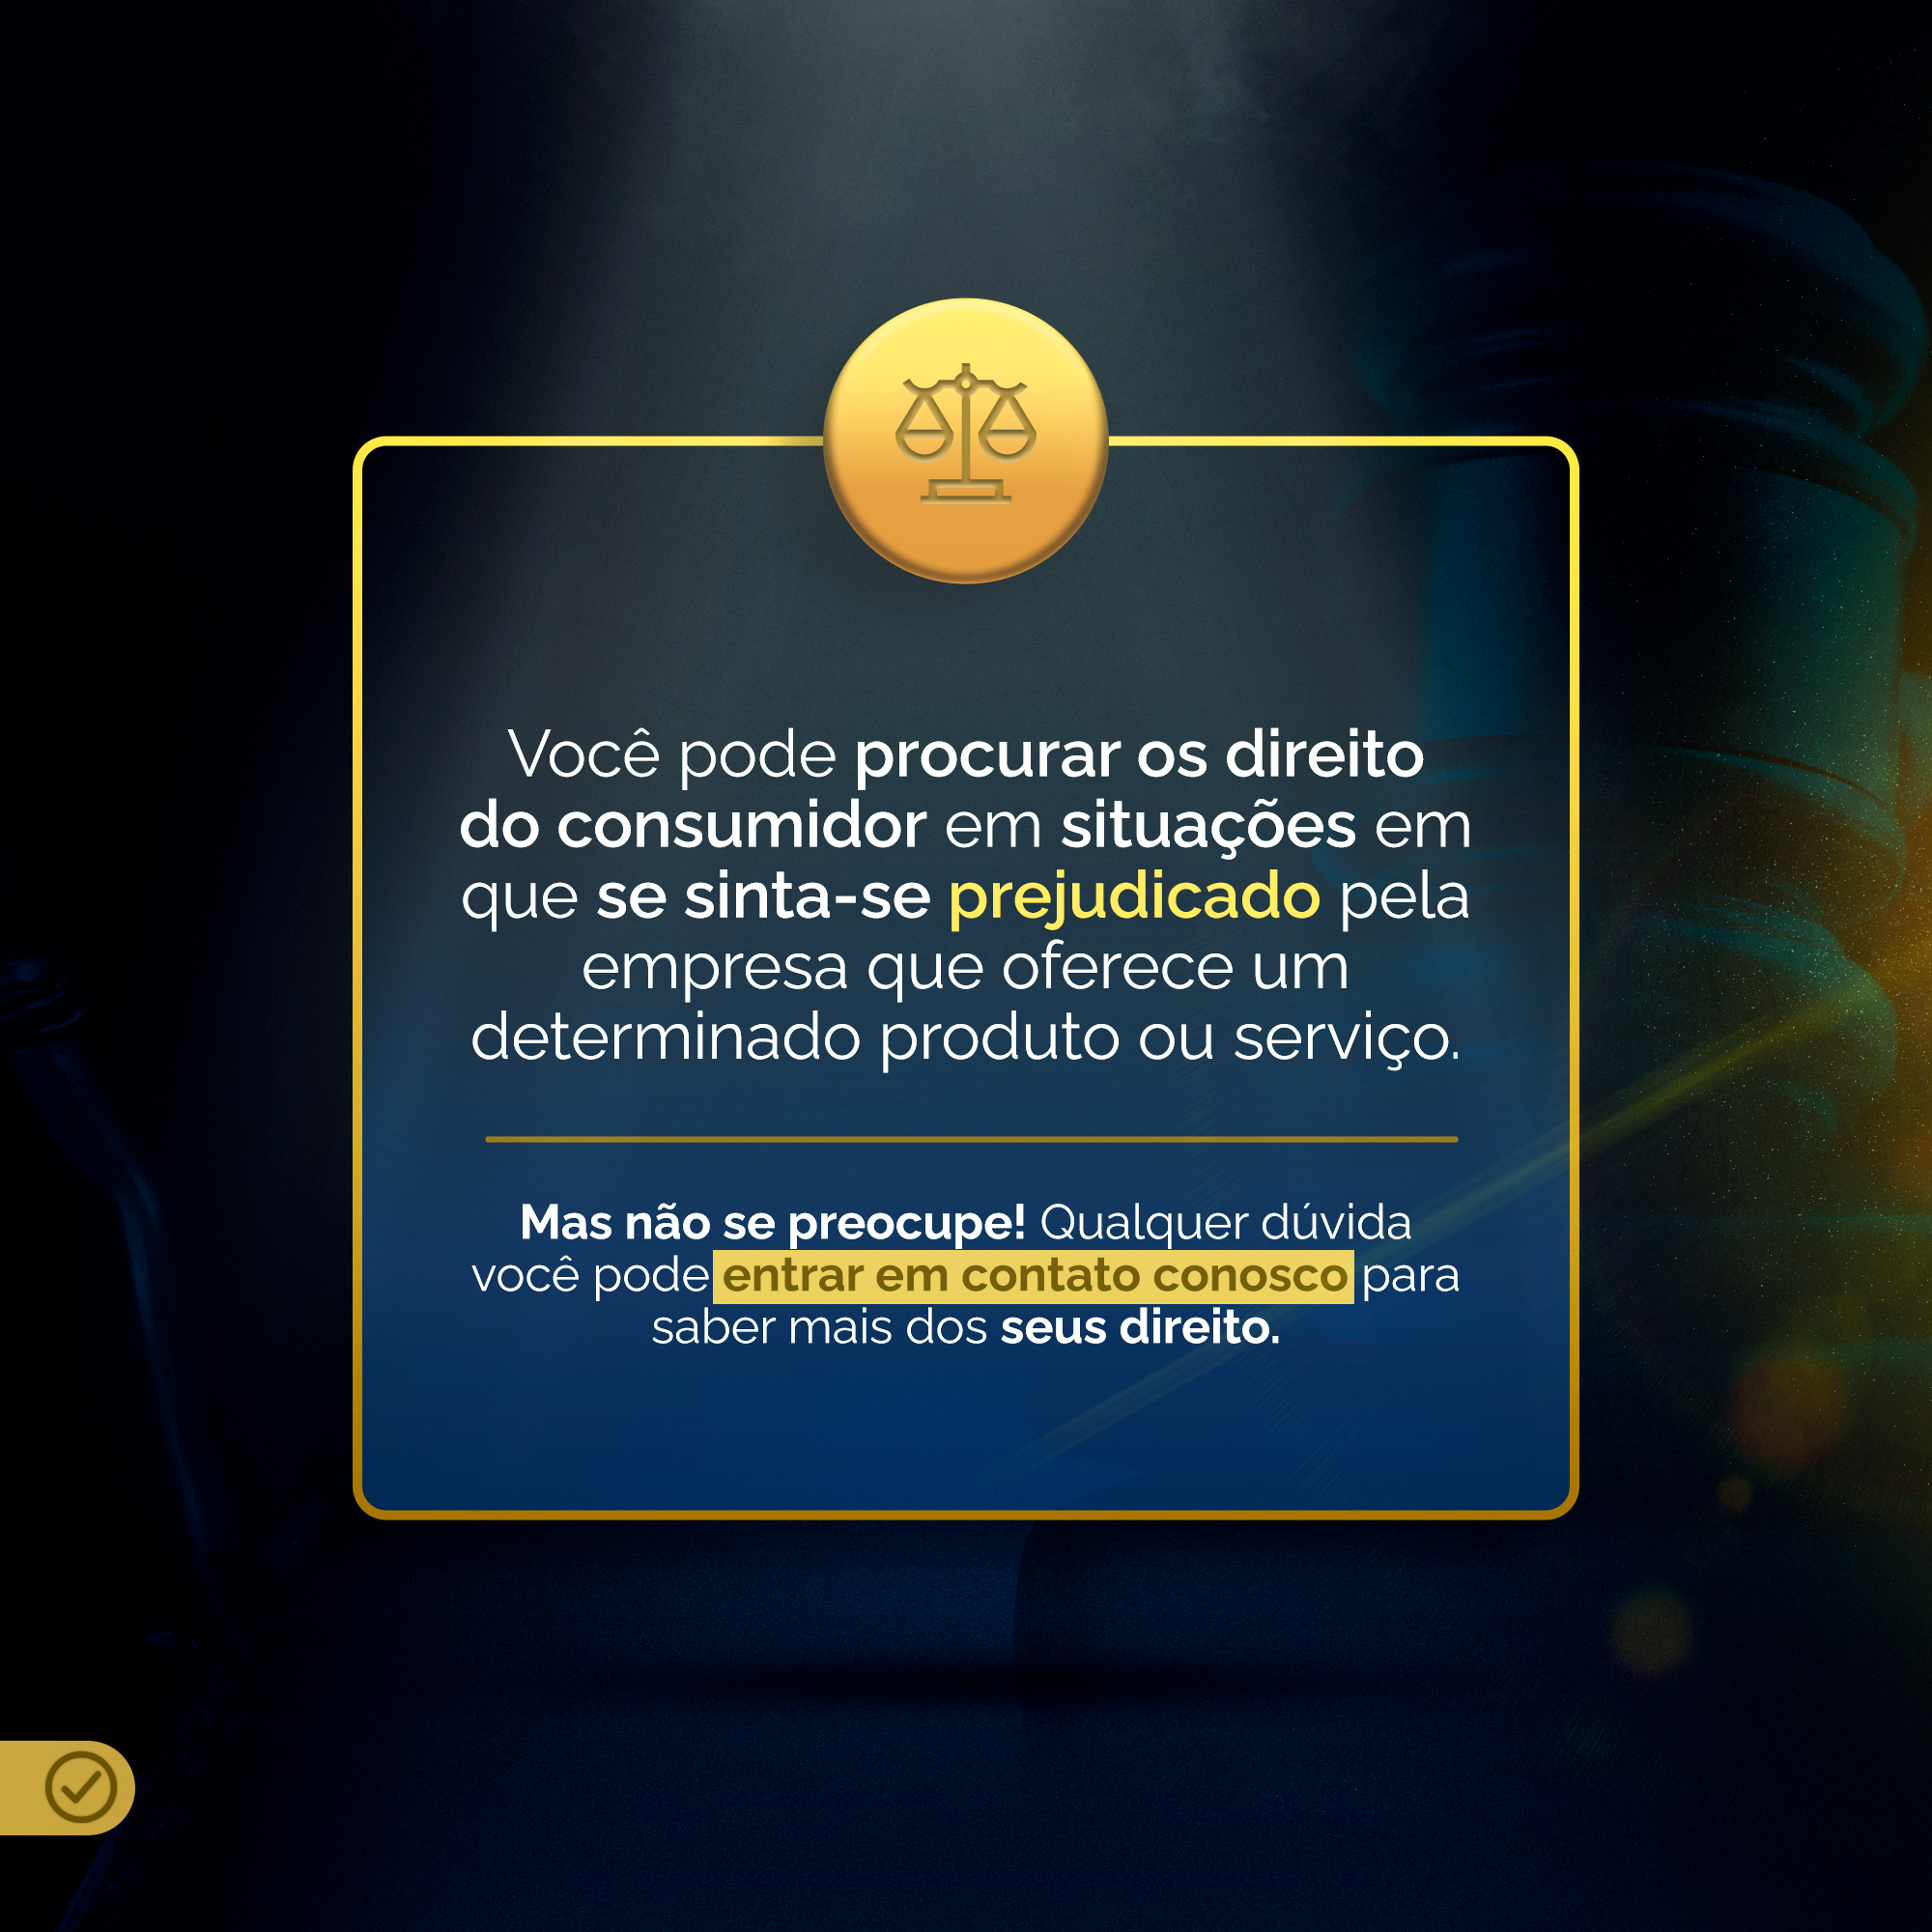 Você pode procurar os direito
do consumidor em situações em
que se sinta-se prejudicado pela
empresa que oferece um
determinado produto ou serviço.
Mas não se preocupe! Qualquer dúvida
você pode entrar em contato conosco para
saber mais dos seus direito.